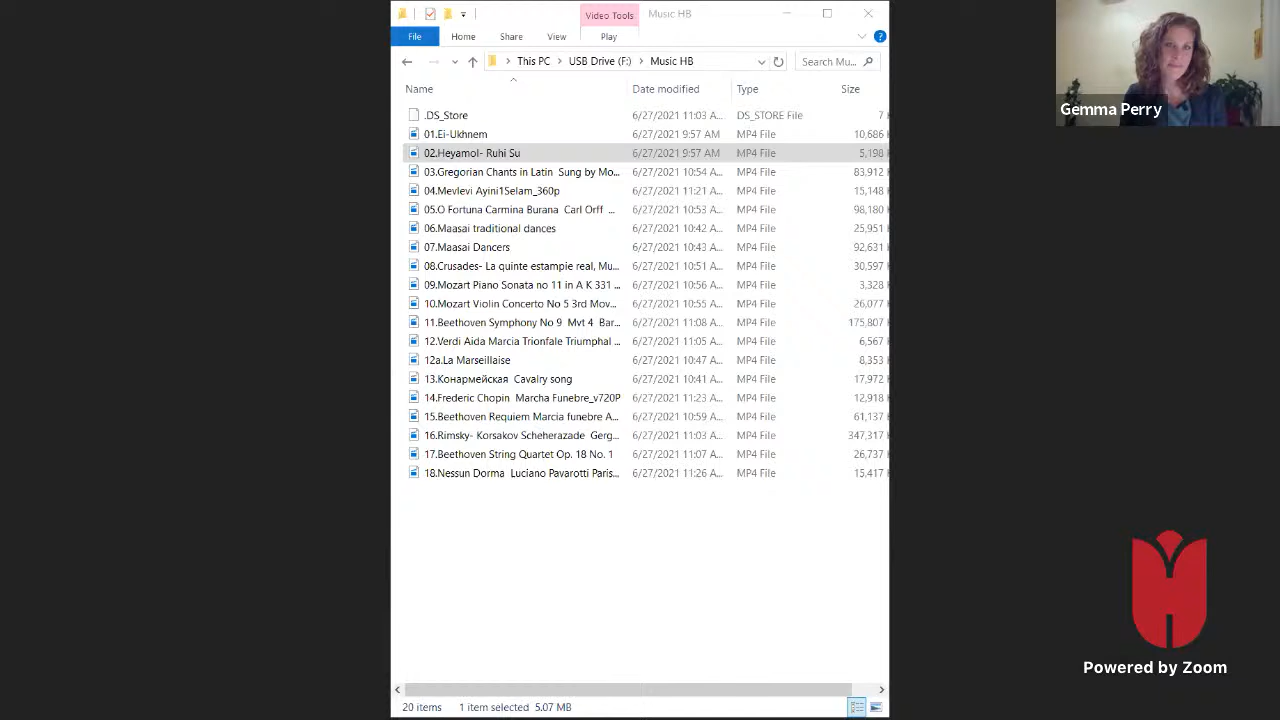 Video Tools Music HB
File Home Share View Play
This PC > USB Drive (F:) > Music HB Search Mu...
Name Date modified Type Size
.DS_Store 6/27/2021 11:03 A... DS_STORE File 7
01.Ei-Ukhnem 6/27/2021 9:57 AM MP4 File 10,686
02.Heyamol- Ruhi Su 6/27/2021 9:57 AM MP4 File 5,198
03.Gregorian Chants in Latin Sung by Mo... 6/27/2021 10:54 A... MP4 File 83,912
04.Mevlevi Ayini1Selam_360p 6/27/2021 11:21 A... MP4 File 15,148
05.O Fortuna Carmina Burana Carl Orff ... 6/27/2021 10:53 A... MP4 File 98,180
06.Maasai traditional dances 6/27/2021 10:42 A... MP4 File 25,951
07.Maasai Dancers 6/27/2021 10:43 A... MP4 File 92,631
08.Crusades- La quinte estampie real, Mu... 6/27/2021 10:51 A... MP4 File 30,597
09.Mozart Piano Sonata no 11 in A K 331 ... 6/27/2021 10:56 A... MP4 File 3,328
10.Mozart Violin Concerto No 5 3rd Mov... 6/27/2021 10:55 A... MP4 File 26,077
11.Beethoven Symphony No 9 Mvt 4 Bar... 6/27/2021 11:08 A... MP4 File 175,807
12.Verdi Aida Marcia Trionfale Triumphal ... 6/27/2021 11:05 A... MP4 File 6,567
12a.La Marseillaise 6/27/2021 10:47 A... MP4 File 8,353
13.Конармейская Cavalry song 6/27/2021 10:41 A... MP4 File 17,972
14.Frederic Chopin Marcha Funebre_v720P 6/27/2021 11:23 A... MP4 File 12,918
15.Beethoven Requiem Marcia funebre A... 6/27/2021 10:59 A... MP4 File 61,137
16.Rimsky- Korsakov Scheherazade Gerg... 6/27/2021 11:03 A... MP4 File 347,317
17.Beethoven String Quartet Op. 18 No. 1 6/27/2021 11:07 A... MP4 File 26,737
18.Nessun Dorma Luciano Pavarotti Paris... 6/27/2021 11:26 A... MP4 File 15,417
20 items 1 item selected 5.07 MB
Gemma Perry
Powered by Zoom